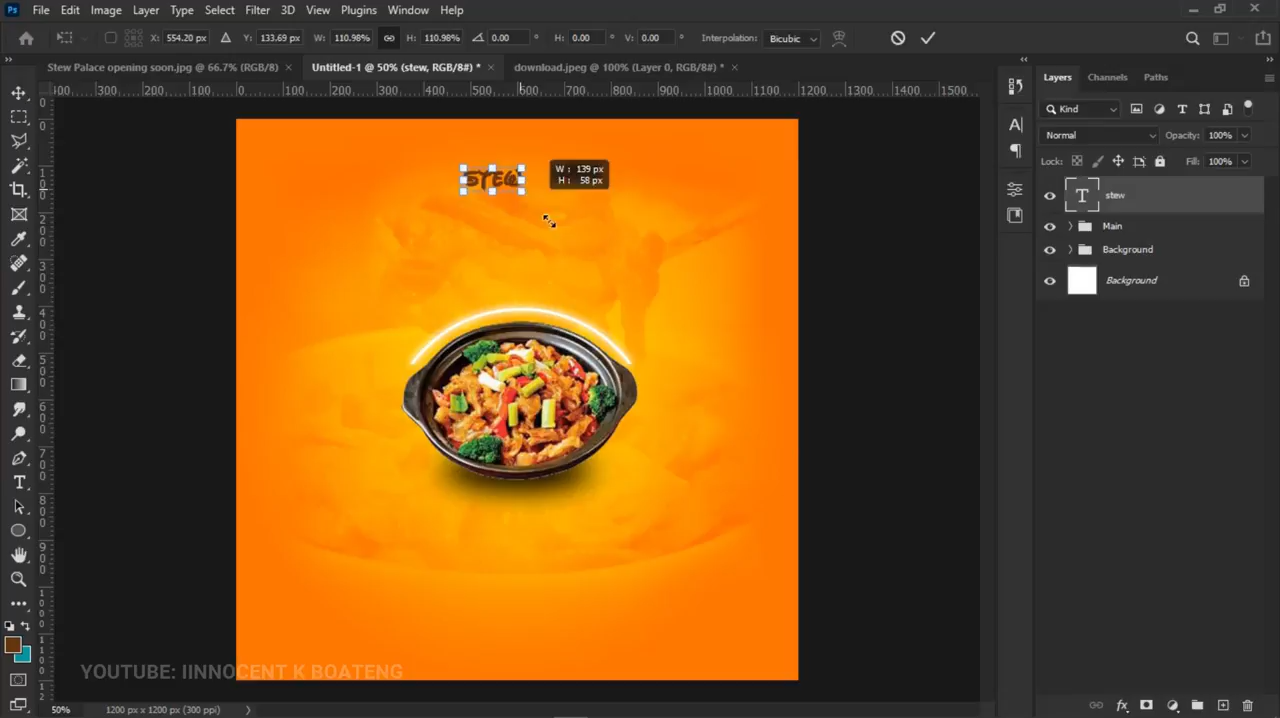 Ps File Edit Image Layer Type Select Filter 3D View Plugins Window Help
X: 554.20 px Y: 133.69 px W: 110.98% H: 110.98% 0.00 ° H: 0.00 ° V: 0.00 ° Interpolation: Bicubic
Stew Palace opening soon.jpg @ 66.7% (RGB/8) × Untitled-1 @ 50% (stew, RGB/8#) * × download.jpeg @ 100% (Layer 0, RGB/8#) * ×
400 300 200 100 0 100 200 300 400 500 600 700 800 900 1000 1100 1200 1300 1400 1500
STEW
W : 139 px
H : 58 px
Layers Channels Paths
Kind
Normal Opacity: 100%
Lock: Fill: 100%
T stew
Main
Background
Background
YOUTUBE: IINNOCENT K BOATENG
50% 1200 px x 1200 px (300 ppi)